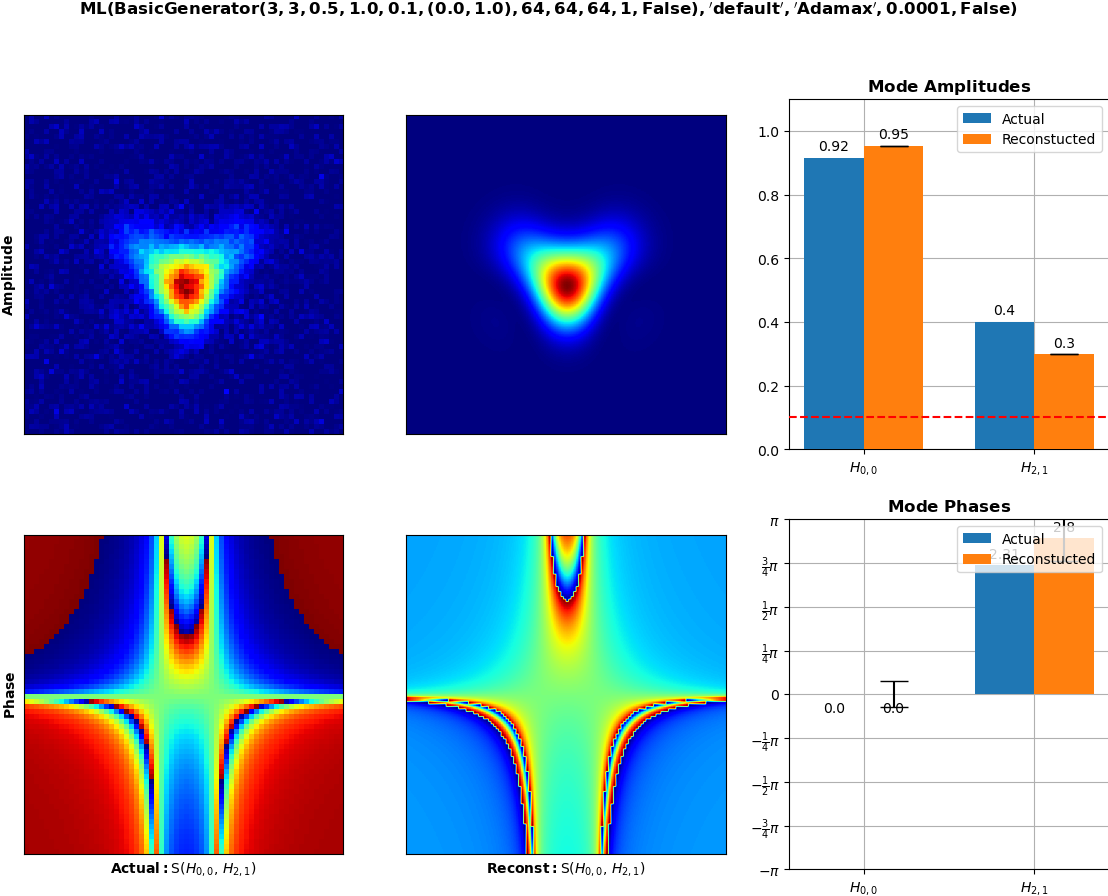 ML(BasicGenerator(3, 3, 0.5, 1.0, 0.1, (0.0, 1.0), 64, 64, 64, 1, False), ′default′, ′Adamax′, 0.0001, False)
Mode Amplitudes
Amplitude
1.0
0.8
0.6
0.4
0.2
0.0
0.92
0.95
0.4
0.3
Actual
Reconstucted
H0,0
H2,1
Mode Phases
Phase
π
3/4π
1/2π
1/4π
0
−1/4π
−1/2π
−3/4π
−π
0.0
0.0
2.8
Actual
Reconstucted
H0,0
H2,1
Actual: S(H0,0, H2,1)
Reconst: S(H0,0, H2,1)